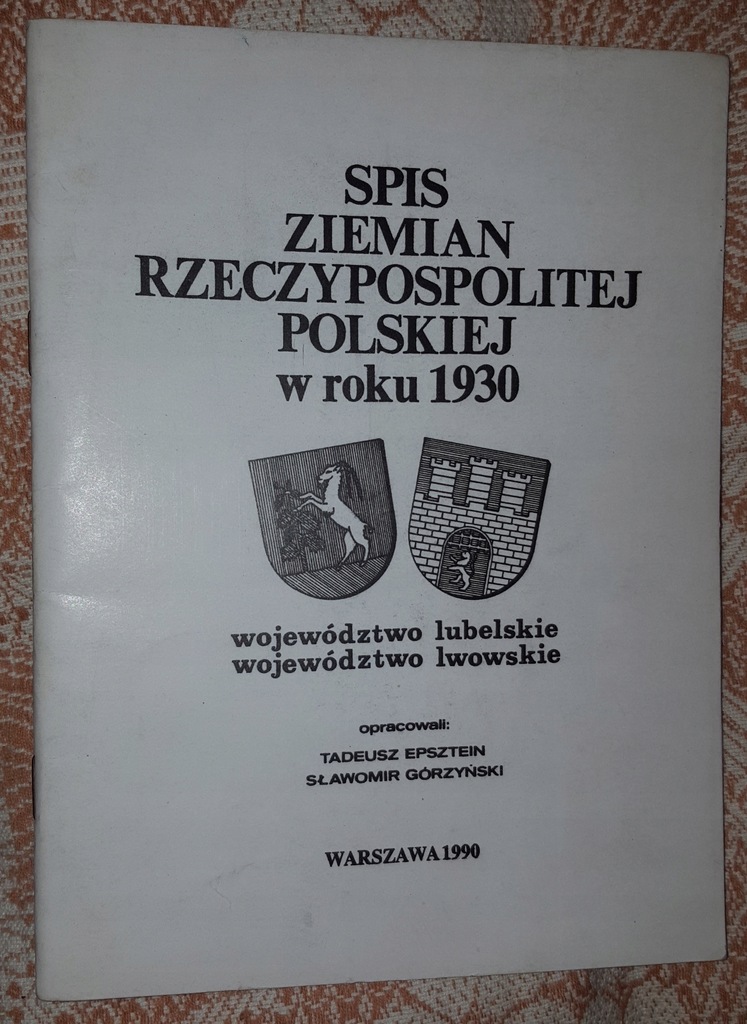 SPIS
ZIEMIAN
RZECZYPOSPOLITEJ
POLSKIEJ
w roku 1930
województwo lubelskie
województwo lwowskie
opracowali:
TADEUSZ EPSZTEIN
SŁAWOMIR GÓRZYŃSKI
WARSZAWA 1990